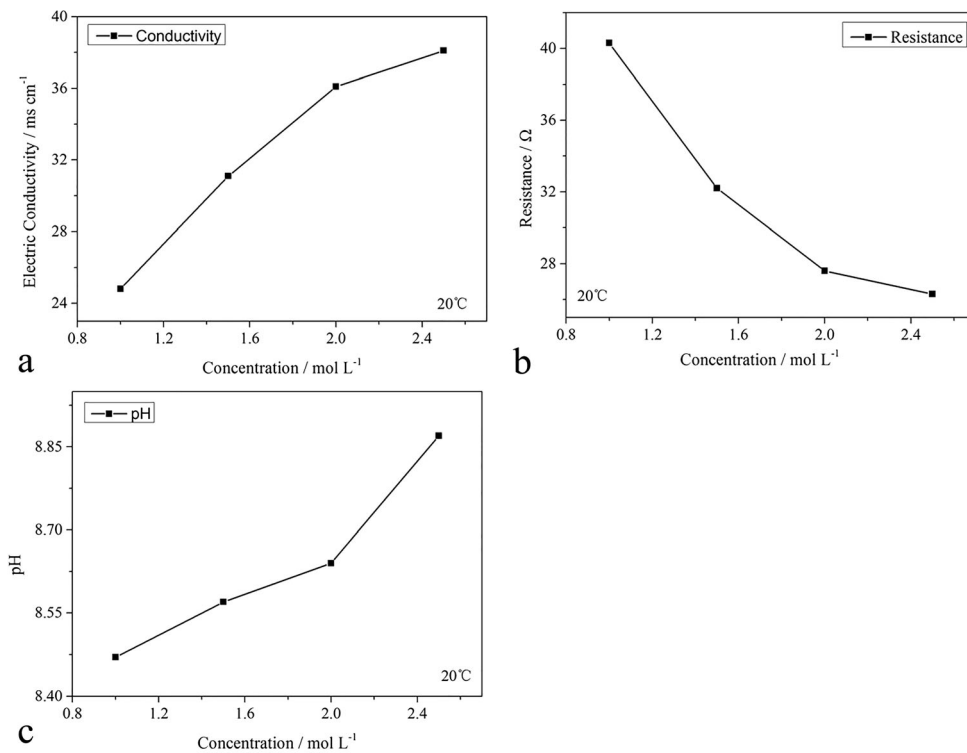 40
36
32
28
24
0.8
1.2
1.6
2.0
2.4
Electric Conductivity / ms cm⁻¹
Conductivity
20℃
Concentration / mol L⁻¹
a
40
36
32
28
0.8
1.2
1.6
2.0
2.4
Resistance / Ω
Resistance
20℃
Concentration / mol L⁻¹
b
8.85
8.70
8.55
8.40
0.8
1.2
1.6
2.0
2.4
pH
pH
20℃
Concentration / mol L⁻¹
c